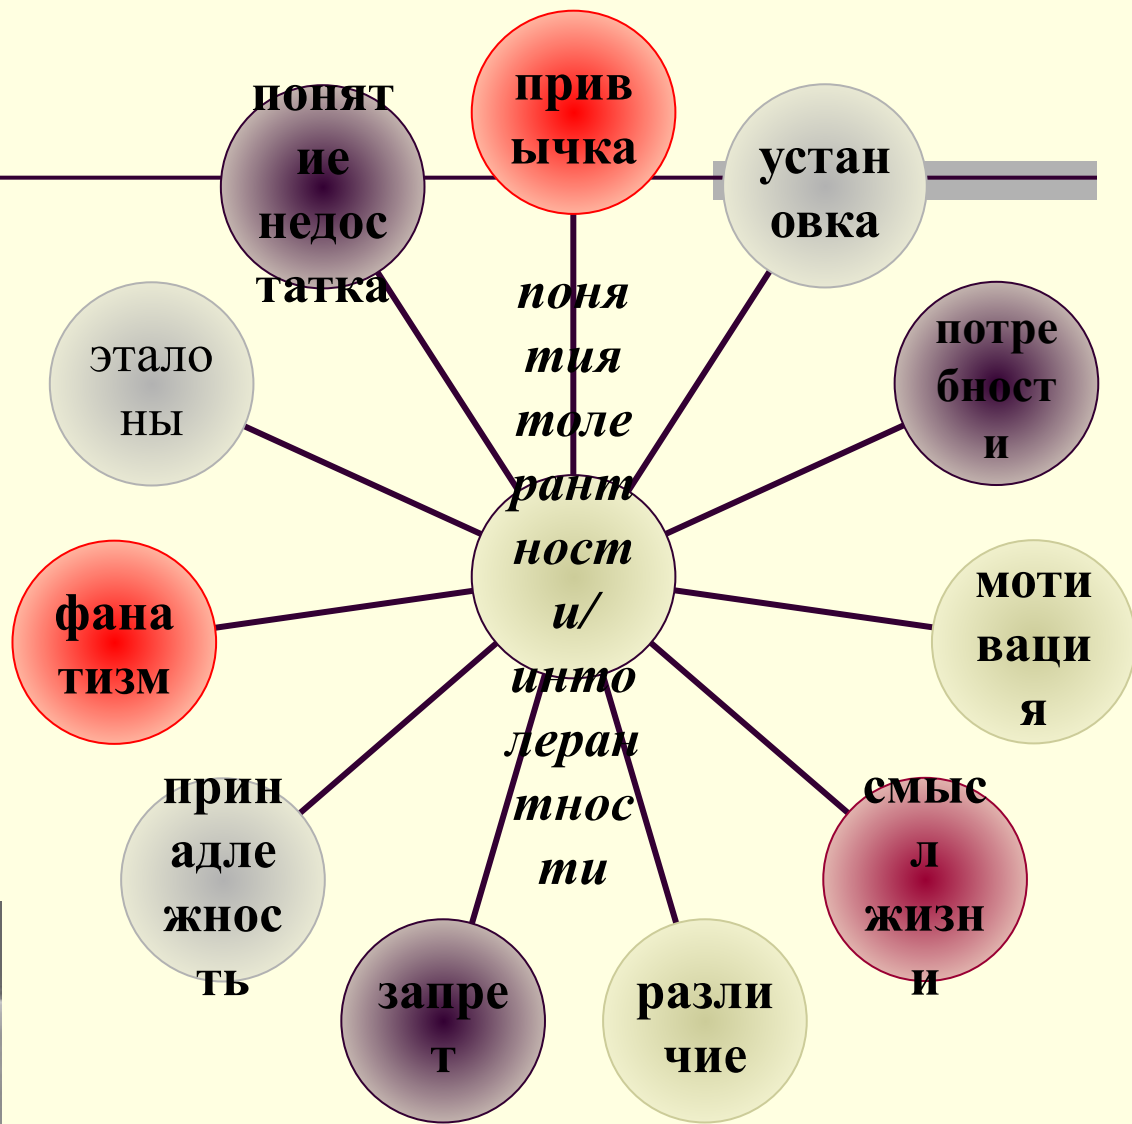 прив
ычка
понят
ие
недос
татка
устан
овка
этало
ны
потре
бност
и
поня
тия
толе
рант
ност
и/
инто
леран
тнос
ти
фана
тизм
моти
ваци
я
прин
адле
жнос
ть
смыс
л
жизн
и
запре
т
разли
чие